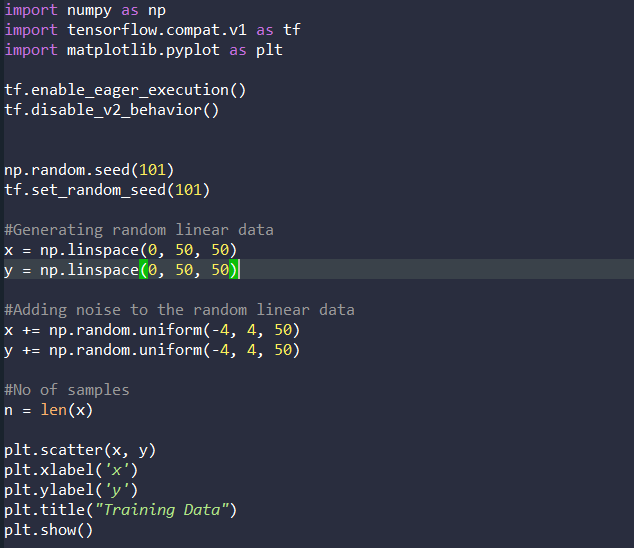 import numpy as np
import tensorflow.compat.v1 as tf
import matplotlib.pyplot as plt
tf.enable_eager_execution()
tf.disable_v2_behavior()
np.random.seed(101)
tf.set_random_seed(101)
#Generating random linear data
x = np.linspace(0, 50, 50)
y = np.linspace(0, 50, 50)
#Adding noise to the random linear data
x += np.random.uniform(-4, 4, 50)
y += np.random.uniform(-4, 4, 50)
#No of samples
n = len(x)
plt.scatter(x, y)
plt.xlabel('x')
plt.ylabel('y')
plt.title("Training Data")
plt.show()